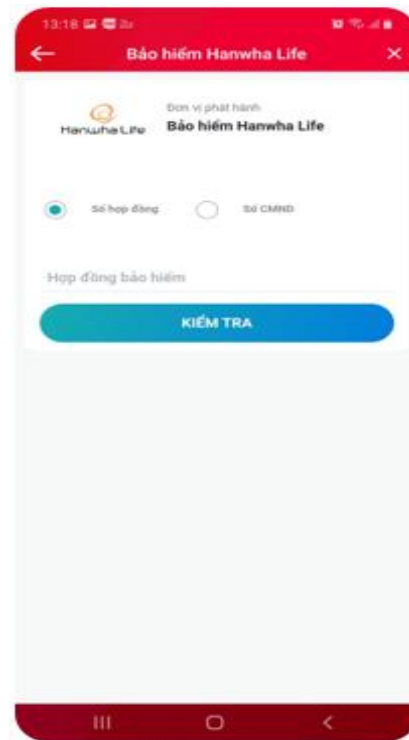 13:18
Bảo hiểm Hanwha Life
Đơn vị phát hành
Hanwha Life
Bảo hiểm Hanwha Life
Số hợp đồng
Số CMND
Hợp đồng bảo hiểm
KIỂM TRA